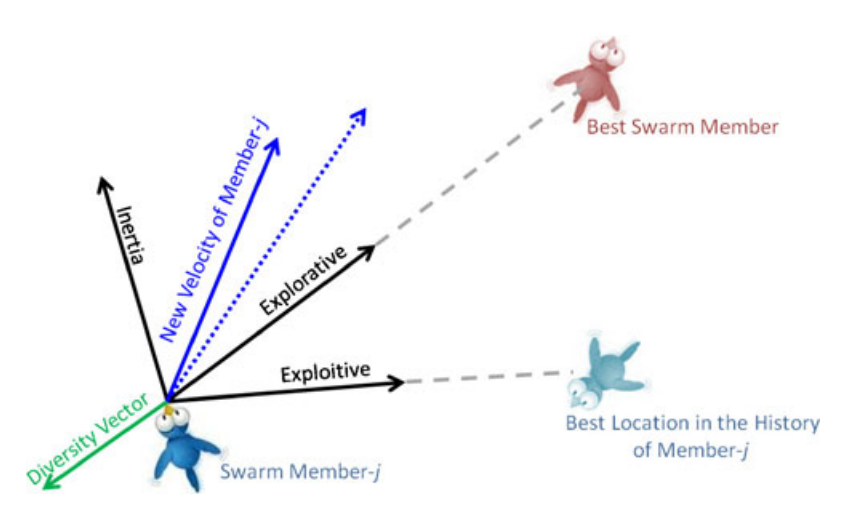 Best Swarm Member
New Velocity of Member-j
Inertia
Explorative
Exploitive
Diversity Vector
Swarm Member-j
Best Location in the History
of Member-j